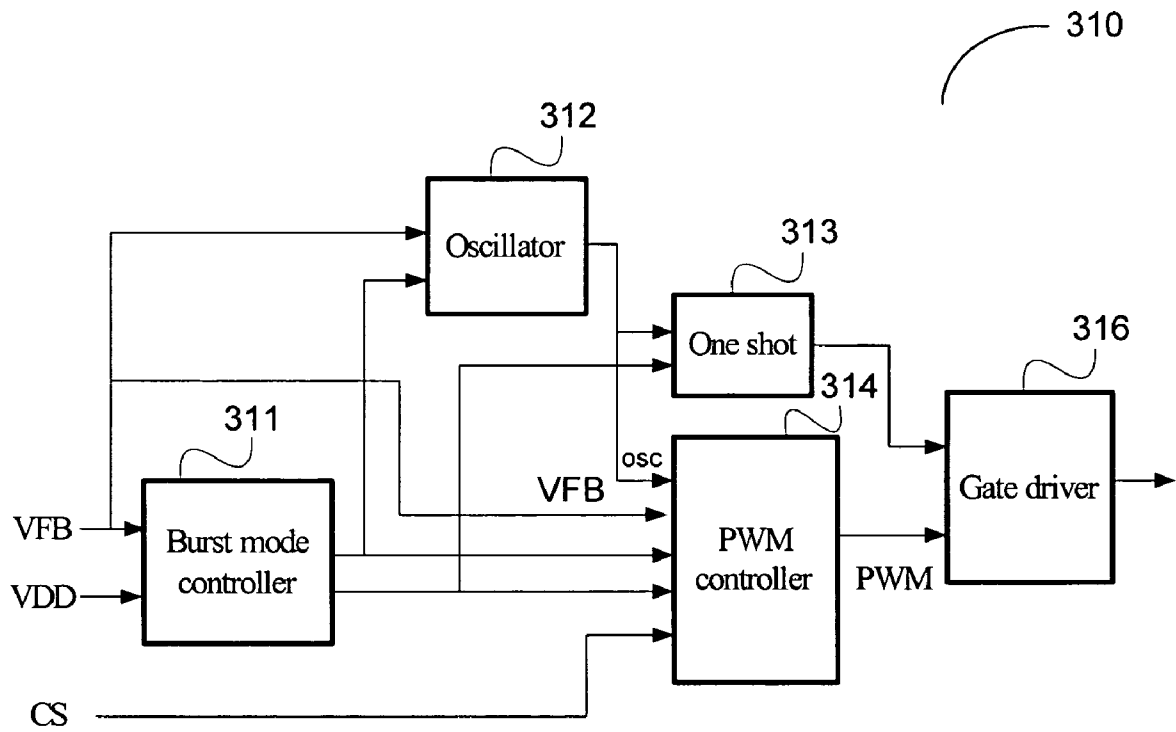 310
312
Oscillator
313
One shot
316
Gate driver
314
311
osc
VFB
VFB
Burst mode
controller
VDD
PWM
controller
PWM
CS